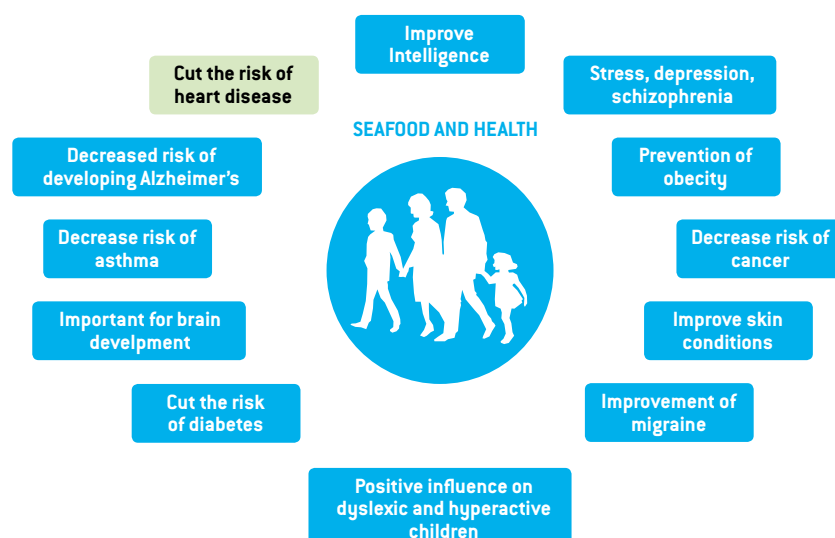 Improve
Intelligence
Cut the risk of
heart disease
Stress, depression,
schizophrenia
SEAFOOD AND HEALTH
Decreased risk of
developing Alzheimer's
Prevention of
obecity
Decrease risk of
asthma
Decrease risk of
cancer
Important for brain
develpment
Improve skin
conditions
Cut the risk
of diabetes
Improvement of
migraine
Positive influence on
dyslexic and hyperactive
children